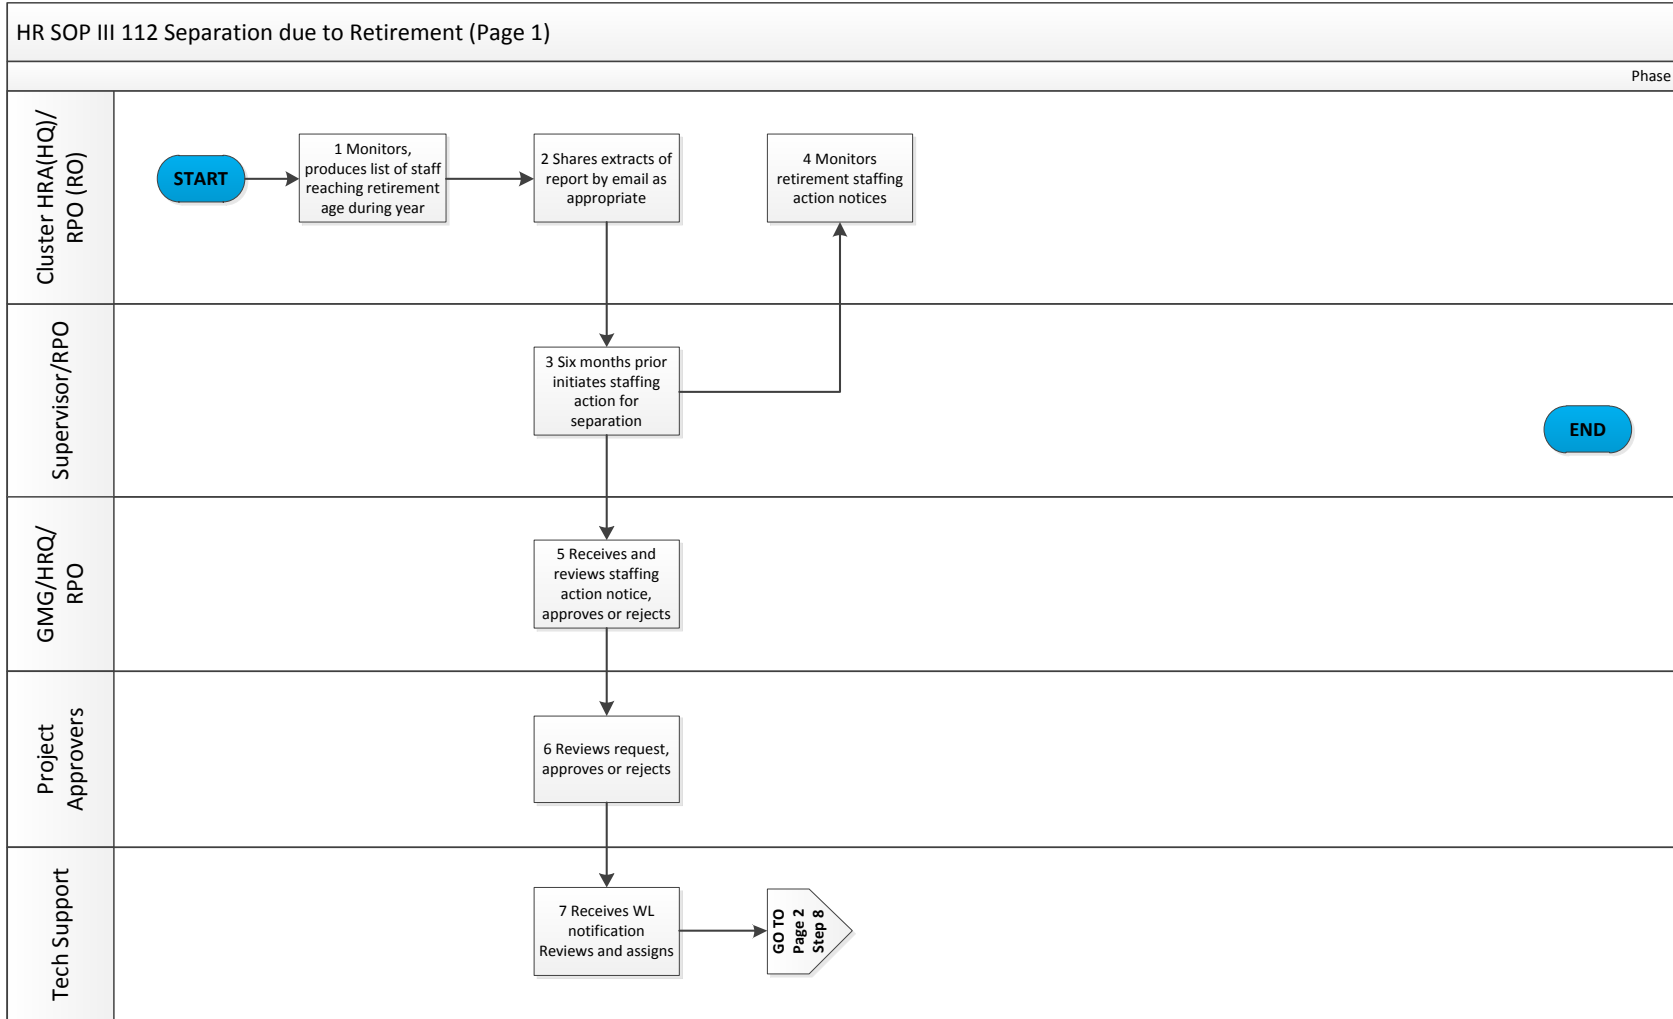 HR SOP III 112 Separation due to Retirement (Page 1)
Phase
Cluster HRA(HQ)/
RPO (RO)
START
1 Monitors,
produces list of staff
reaching retirement
age during year
2 Shares extracts of
report by email as
appropriate
4 Monitors
retirement staffing
action notices
Supervisor/RPO
3 Six months prior
initiates staffing
action for
separation
END
GMG/HRQ/
RPO
5 Receives and
reviews staffing
action notice,
approves or rejects
Project
Approvers
6 Reviews request,
approves or rejects
Tech Support
7 Receives WL
notification
Reviews and assigns
GO TO
Page 2
Step 8